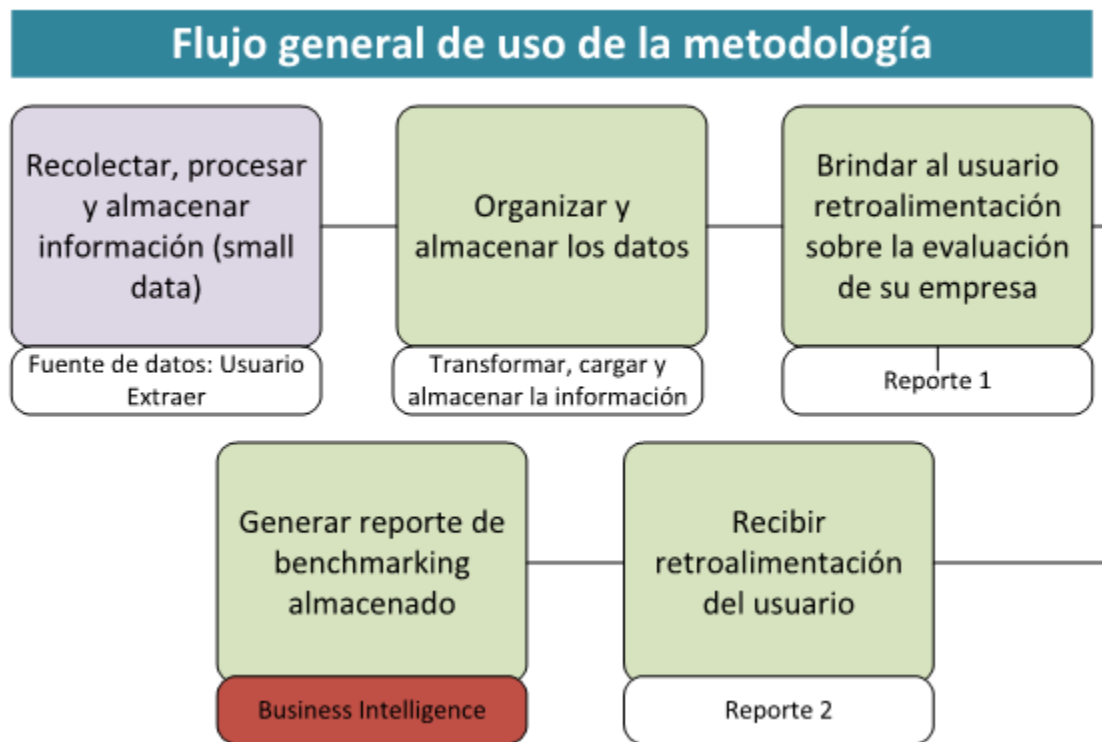 Flujo general de uso de la metodología
Recolectar, procesar
y almacenar
información (small
data)
Fuente de datos: Usuario
Extraer
Organizar y
almacenar los datos
Transformar, cargar y
almacenar la información
Brindar al usuario
retroalimentación
sobre la evaluación
de su empresa
Reporte 1
Generar reporte de
benchmarking
almacenado
Business Intelligence
Recibir
retroalimentación
del usuario
Reporte 2